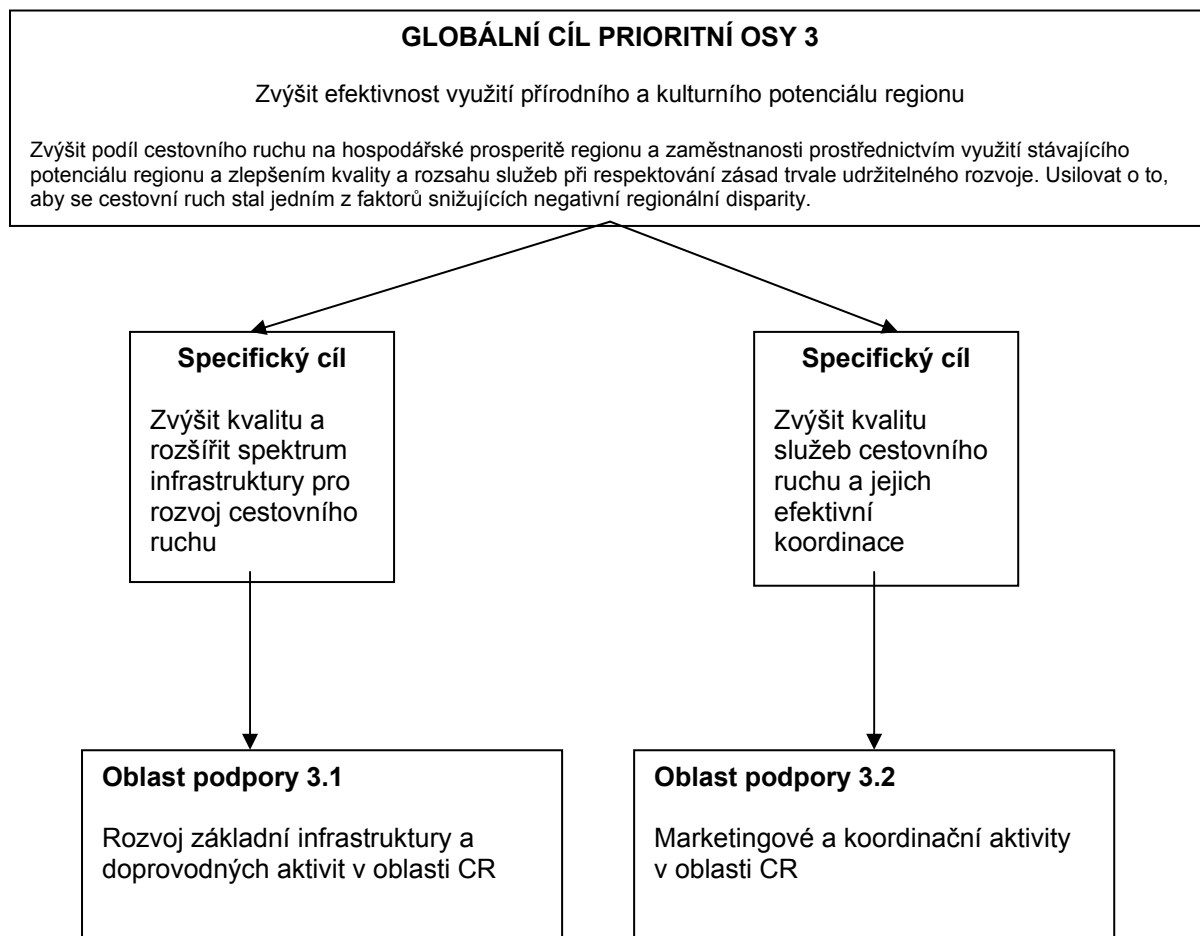 GLOBÁLNÍ CÍL PRIORITNÍ OSY 3
Zvýšit efektivnost využití přírodního a kulturního potenciálu regionu
Zvýšit podíl cestovního ruchu na hospodářské prosperitě regionu a zaměstnanosti prostřednictvím využití stávajícího
potenciálu regionu a zlepšením kvality a rozsahu služeb při respektování zásad trvale udržitelného rozvoje. Usilovat o to,
aby se cestovní ruch stal jedním z faktorů snižujících negativní regionální disparity.
Specifický cíl
Zvýšit kvalitu a
rozšířit spektrum
infrastruktury pro
rozvoj cestovního
ruchu
Specifický cíl
Zvýšit kvalitu
služeb cestovního
ruchu a jejich
efektivní
koordinace
Oblast podpory 3.1
Rozvoj základní infrastruktury a
doprovodných aktivit v oblasti CR
Oblast podpory 3.2
Marketingové a koordinační aktivity
v oblasti CR